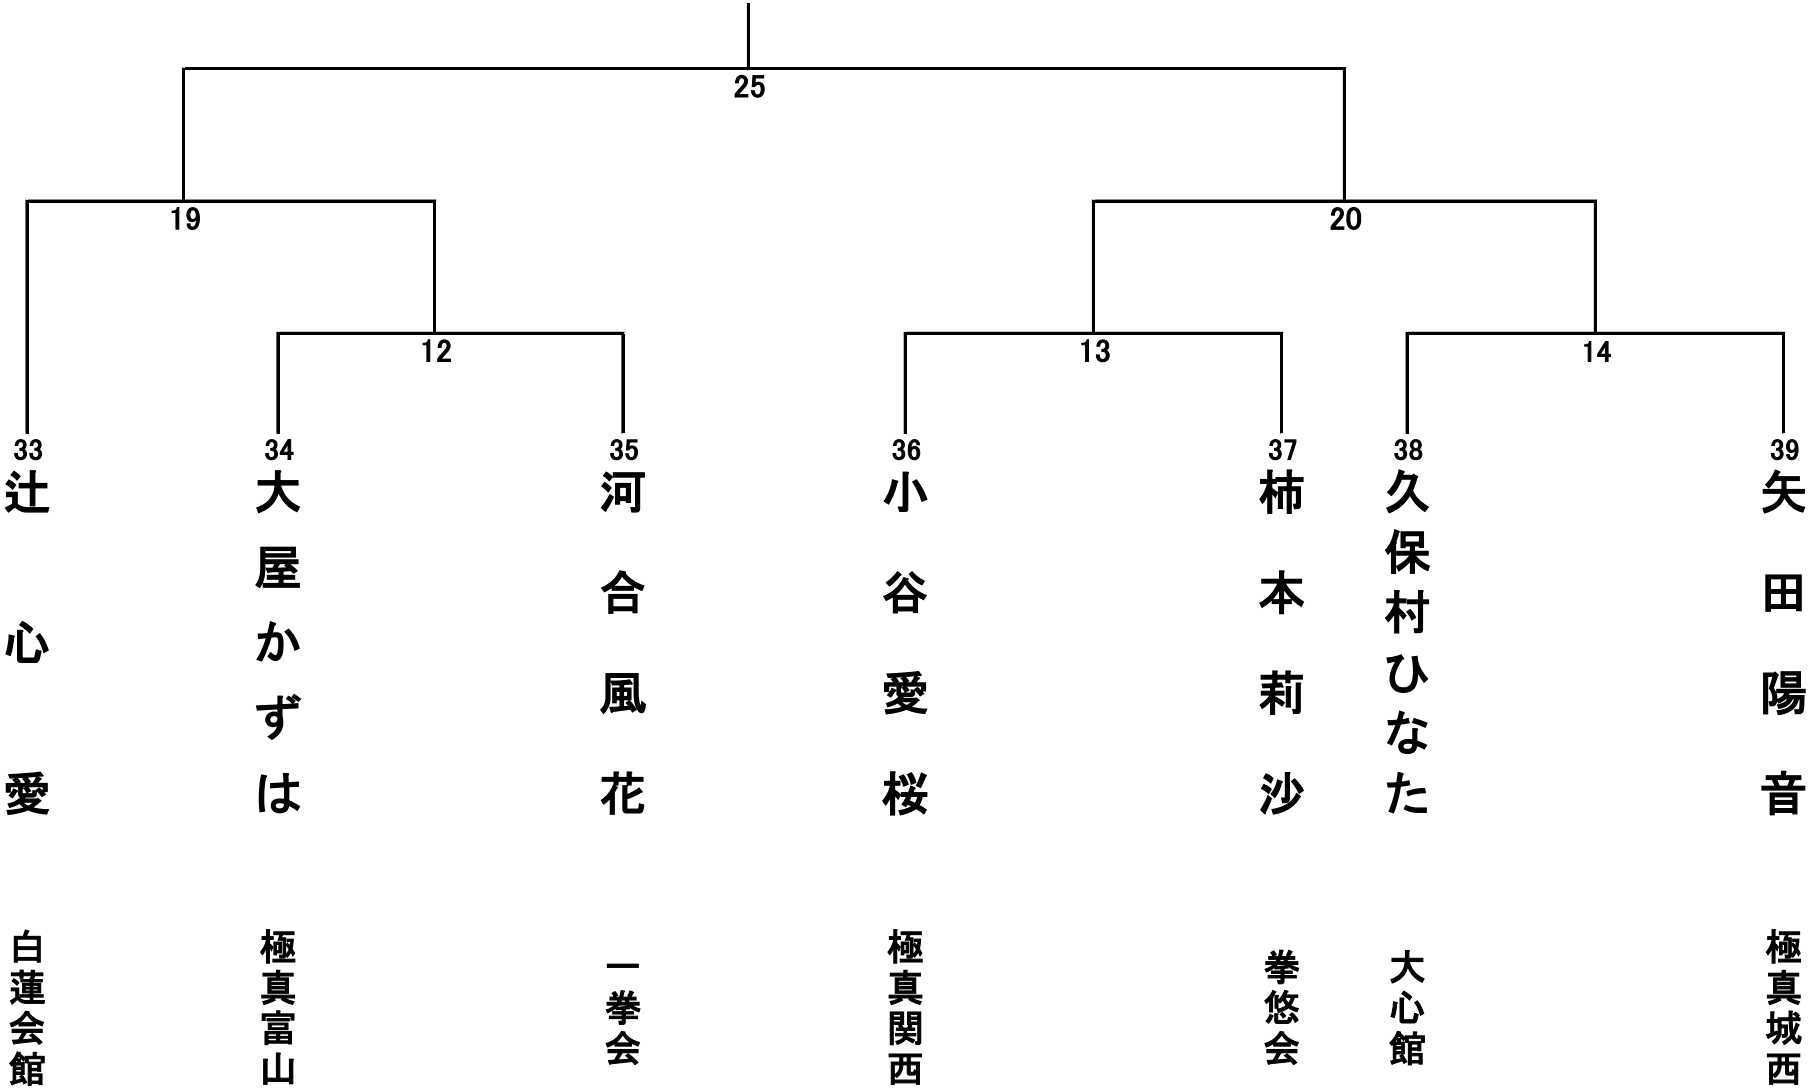 25
19
20
12
13
14
33
34
35
36
37
38
39
辻心愛
大屋かずは
河合風花
小谷愛桜
柿本莉沙
久保村ひなた
矢田陽音
白蓮会館
極真富山
一拳会
極真関西
拳悠会
大心館
極真城西